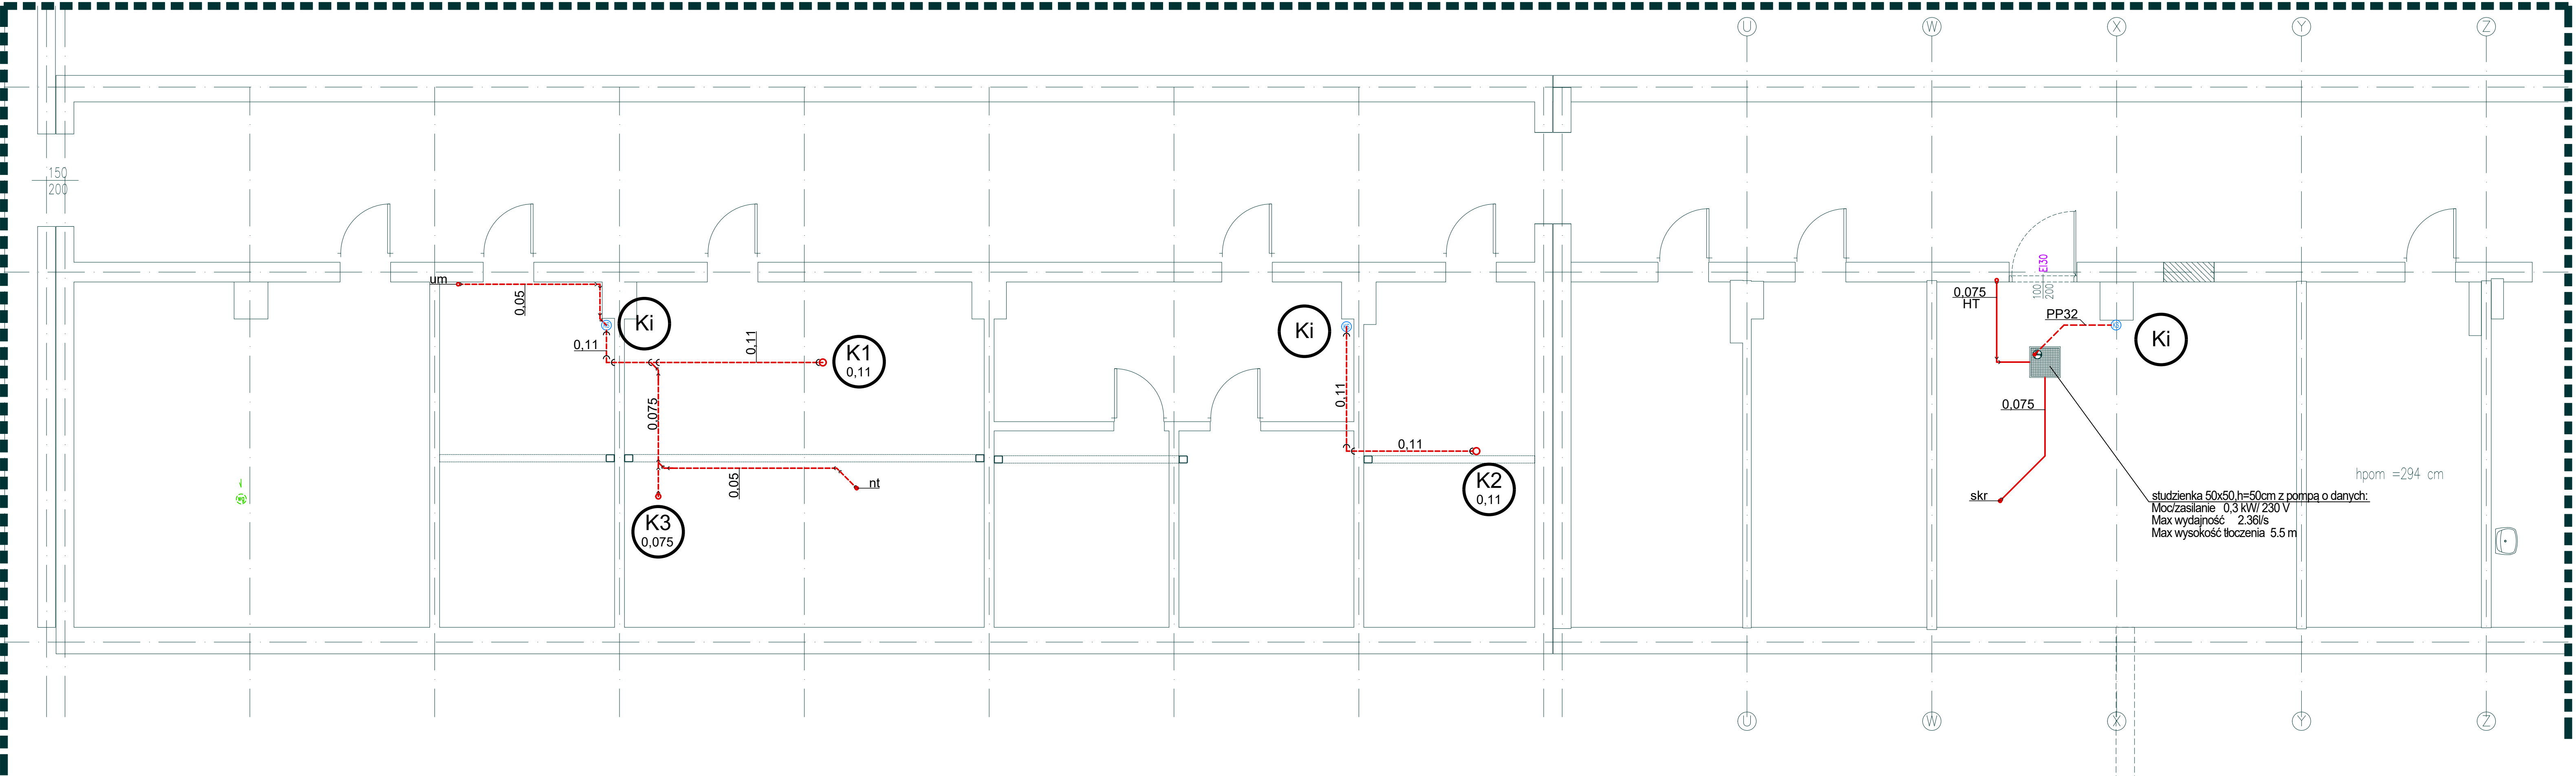 U
W
X
Y
Z
150
200
um
0,05
Ki
0,11
0,11
K1
0,11
0,075
0,05
nt
K3
0,075
Ki
0,11
0,11
K2
0,11
EI30
100
200
0,075
HT
PP32
Ki
0,075
skr
hpom =294 cm
studzienka 50x50,h=50cm z pompą o danych:
Moc/zasilanie 0,3 kW/ 230 V
Max wydajność 2.36l/s
Max wysokość tłoczenia 5.5 m
U
W
X
Y
Z